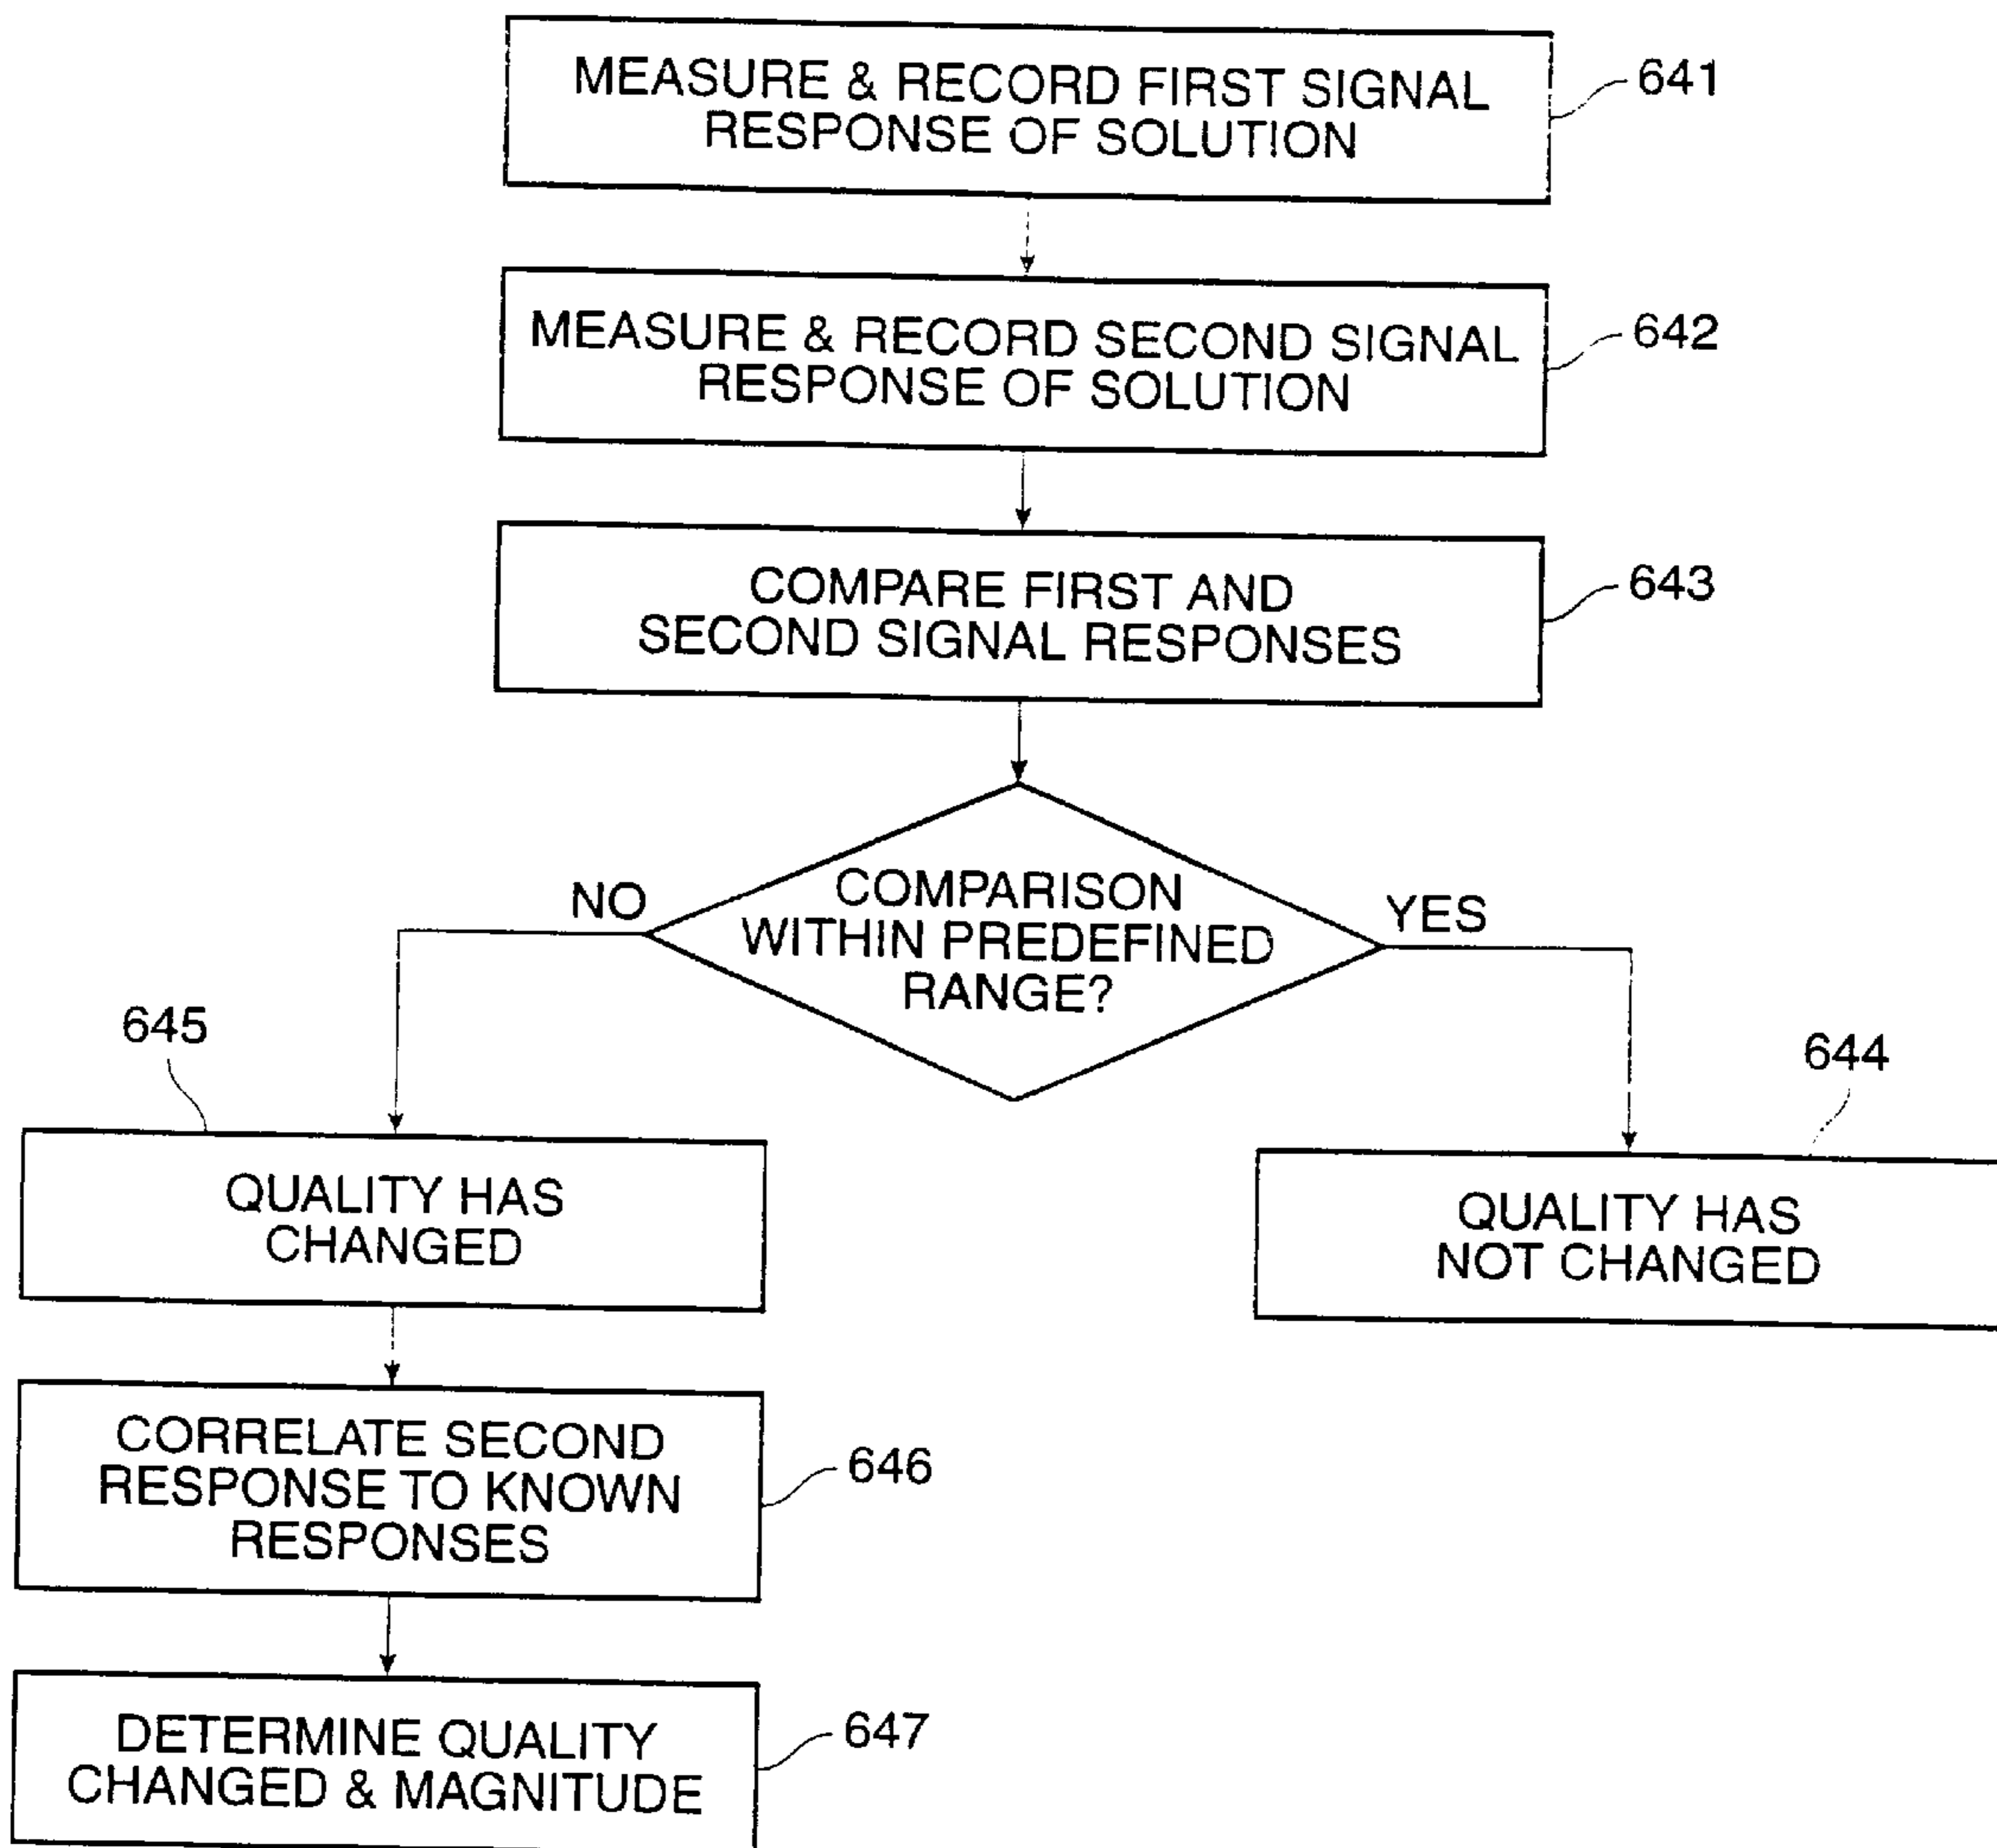 MEASURE & RECORD FIRST SIGNAL
RESPONSE OF SOLUTION
641
MEASURE & RECORD SECOND SIGNAL
RESPONSE OF SOLUTION
642
COMPARE FIRST AND
SECOND SIGNAL RESPONSES
643
COMPARISON
WITHIN PREDEFINED
RANGE?
NO
YES
645
644
QUALITY HAS
CHANGED
QUALITY HAS
NOT CHANGED
CORRELATE SECOND
RESPONSE TO KNOWN
RESPONSES
646
DETERMINE QUALITY
CHANGED & MAGNITUDE
647